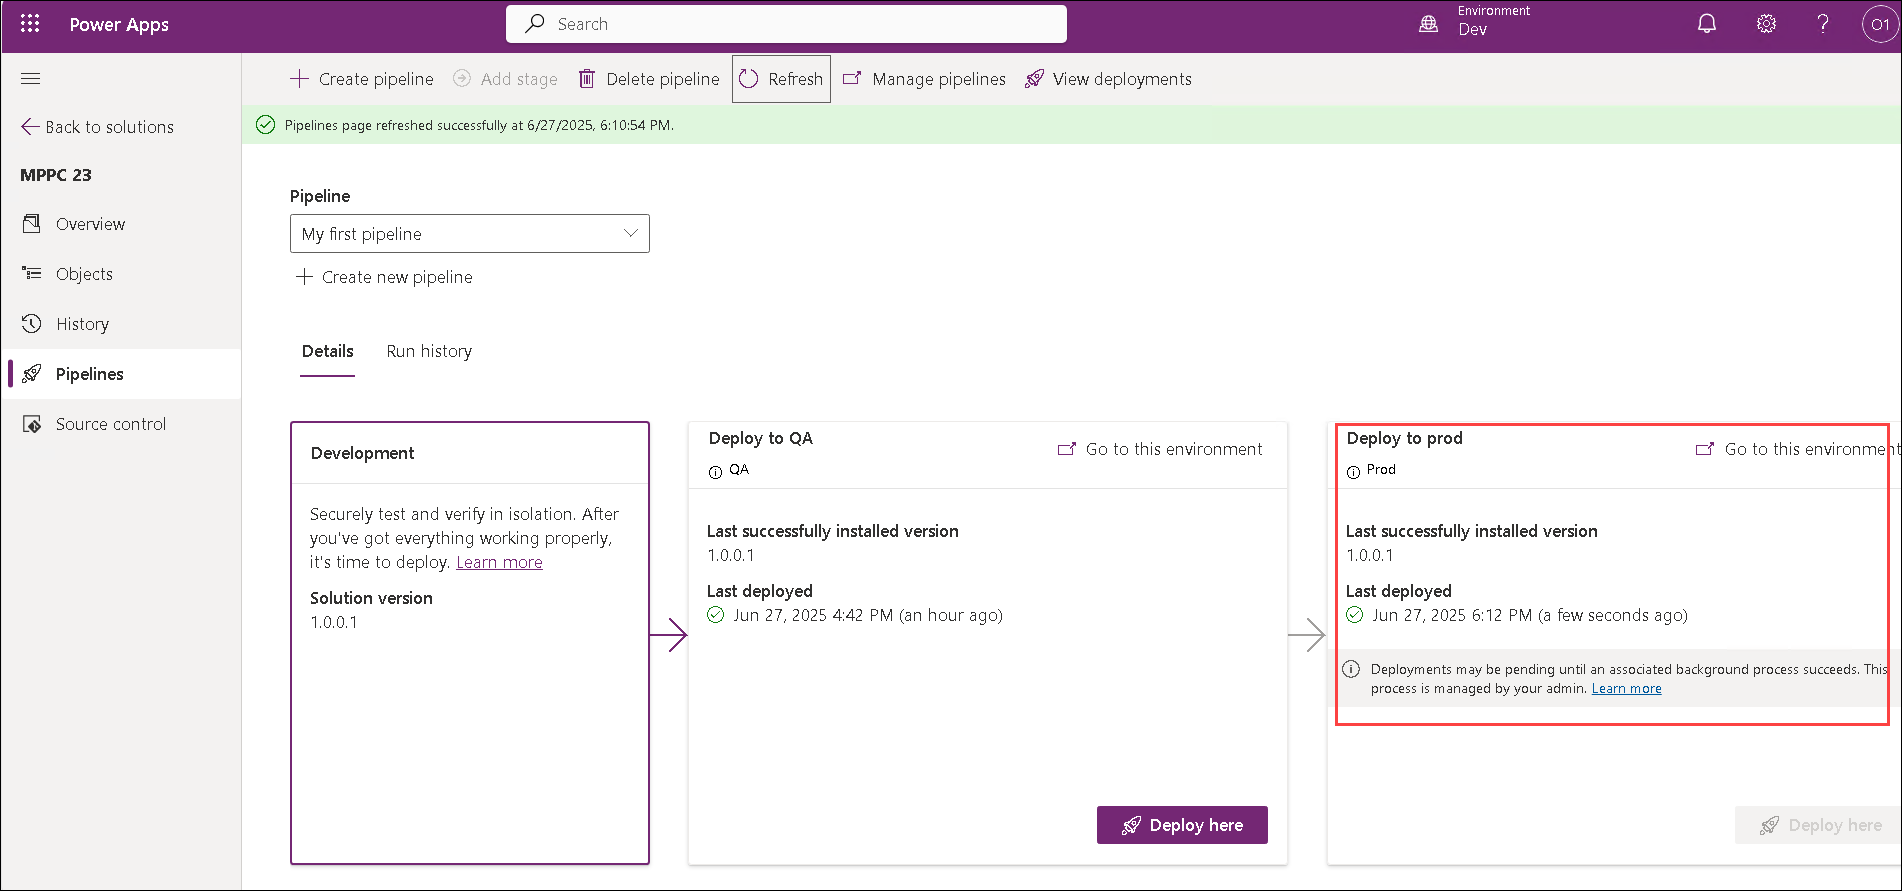 Power Apps
Search
Environment
Dev
O1
Create pipeline
Add stage
Delete pipeline
Refresh
Manage pipelines
View deployments
Back to solutions
MPPC 23
Overview
Objects
History
Pipelines
Source control
Pipelines page refreshed successfully at 6/27/2025, 6:10:54 PM.
Pipeline
My first pipeline
Create new pipeline
Details
Run history
Development
Securely test and verify in isolation. After
you've got everything working properly,
it's time to deploy. Learn more
Solution version
1.0.0.1
Deploy to QA
QA
Go to this environment
Last successfully installed version
1.0.0.1
Last deployed
Jun 27, 2025 4:42 PM (an hour ago)
Deploy here
Deploy to prod
Prod
Go to this environment
Last successfully installed version
1.0.0.1
Last deployed
Jun 27, 2025 6:12 PM (a few seconds ago)
Deployments may be pending until an associated background process succeeds. This
process is managed by your admin. Learn more
Deploy here